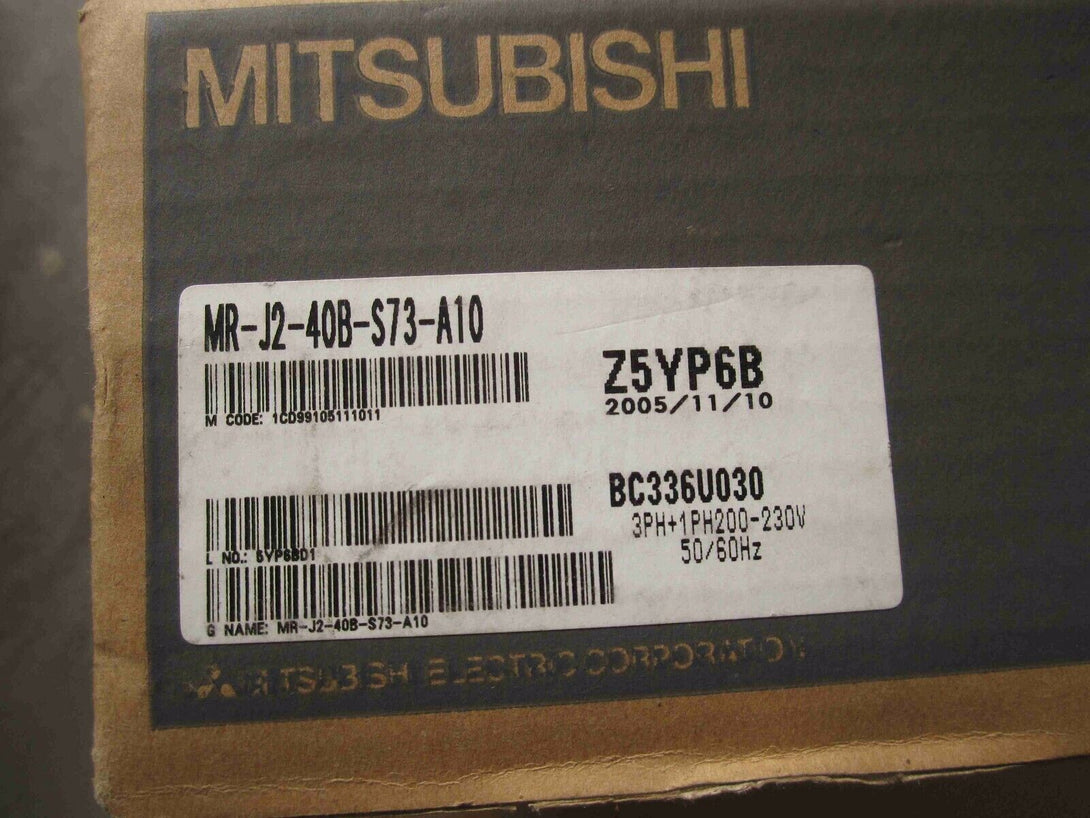 MITSUBISHI
MR-J2-40B-S73-A10
Z5YP6B
2005/11/10
M CODE: 1CD99105111011
BC336U030
3PH+1PH200-230V
50/60Hz
L NO.:
G NAME: MR-J2-40B-S73-A10
MITSUBISHI ELECTRIC CORPORATION